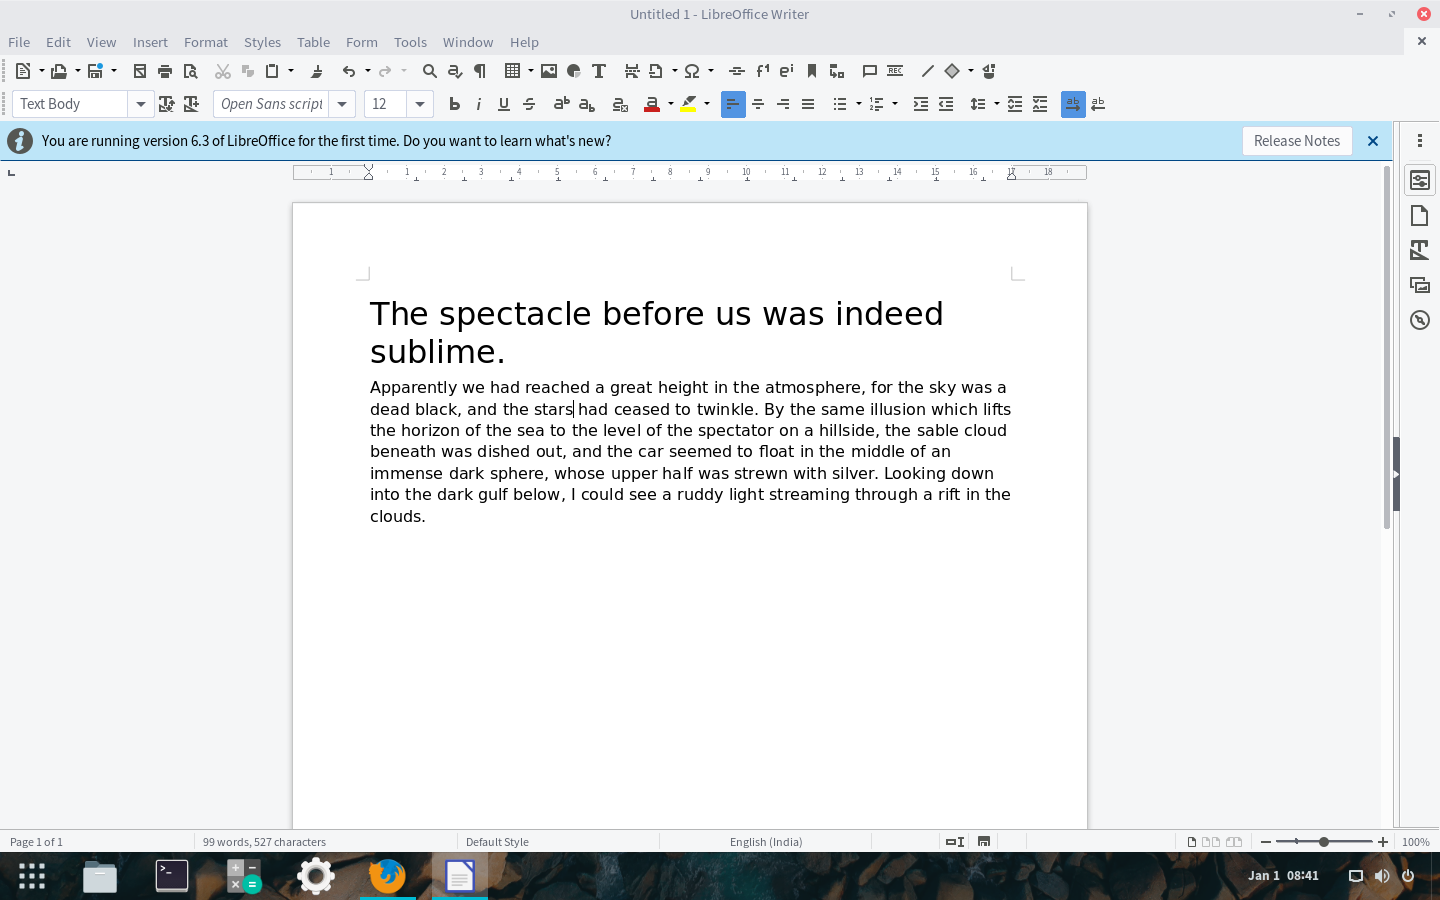 Untitled 1 - LibreOffice Writer
File Edit View Insert Format Styles Table Form Tools Window Help
Text Body Open Sans script 12
You are running version 6.3 of LibreOffice for the first time. Do you want to learn what's new? Release Notes
1 1 2 3 4 5 6 7 8 9 10 11 12 13 14 15 16 17 18
The spectacle before us was indeed
sublime.
Apparently we had reached a great height in the atmosphere, for the sky was a
dead black, and the stars had ceased to twinkle. By the same illusion which lifts
the horizon of the sea to the level of the spectator on a hillside, the sable cloud
beneath was dished out, and the car seemed to float in the middle of an
immense dark sphere, whose upper half was strewn with silver. Looking down
into the dark gulf below, I could see a ruddy light streaming through a rift in the
clouds.
Page 1 of 1 99 words, 527 characters Default Style English (India) 100%
Jan 1 08:41